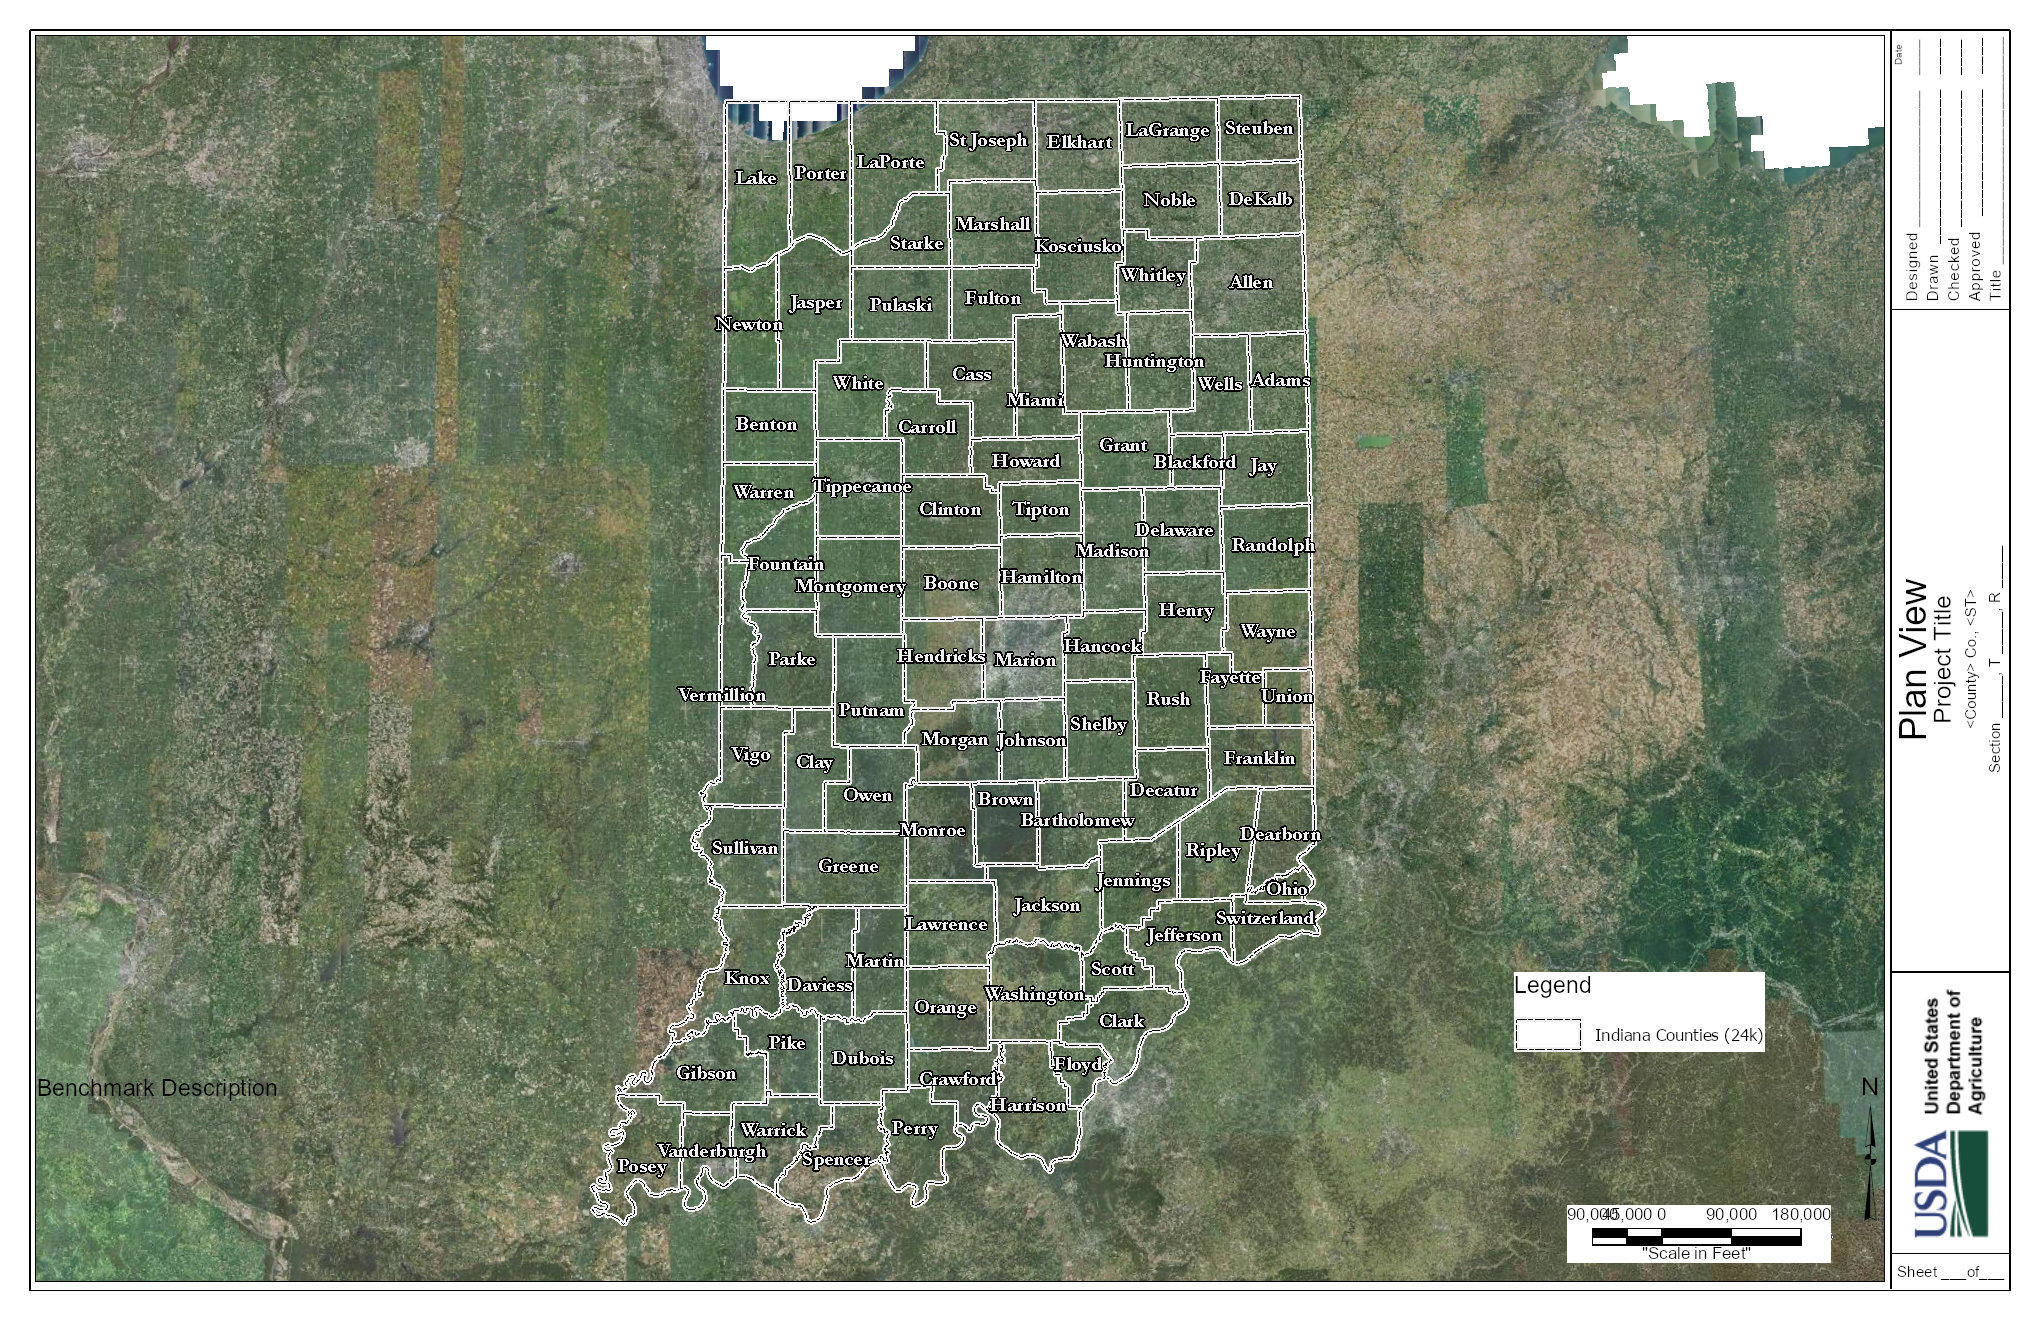 St Joseph
Elkhart
LaGrange
Steuben
Lake
Porter
LaPorte
Noble
DeKalb
Marshall
Starke
Kosciusko
Whitley
Allen
Newton
Jasper
Pulaski
Fulton
Wabash
Huntington
White
Cass
Miami
Wells
Adams
Benton
Carroll
Grant
Blackford
Jay
Howard
Warren
Tippecanoe
Clinton
Tipton
Delaware
Madison
Randolph
Fountain
Montgomery
Boone
Hamilton
Henry
Wayne
Parke
Hendricks
Marion
Hancock
Fayette
Union
Vermillion
Putnam
Rush
Shelby
Morgan
Johnson
Vigo
Clay
Franklin
Owen
Brown
Decatur
Monroe
Bartholomew
Dearborn
Sullivan
Greene
Ripley
Jennings
Ohio
Jackson
Switzerland
Lawrence
Jefferson
Martin
Scott
Knox
Daviess
Washington
Orange
Clark
Pike
Dubois
Floyd
Gibson
Crawford
Harrison
Warrick
Perry
Vanderburgh
Spencer
Posey
Benchmark Description
Legend
Indiana Counties (24k)
N
90,000 45,000 0 90,000 180,000
"Scale in Feet"
Date
Designed
Drawn
Checked
Approved
Title
Plan View
Project Title
<County> Co., <ST>
Section ____, T ____, R ____
United States
Department of
Agriculture
USDA
Sheet ___of___